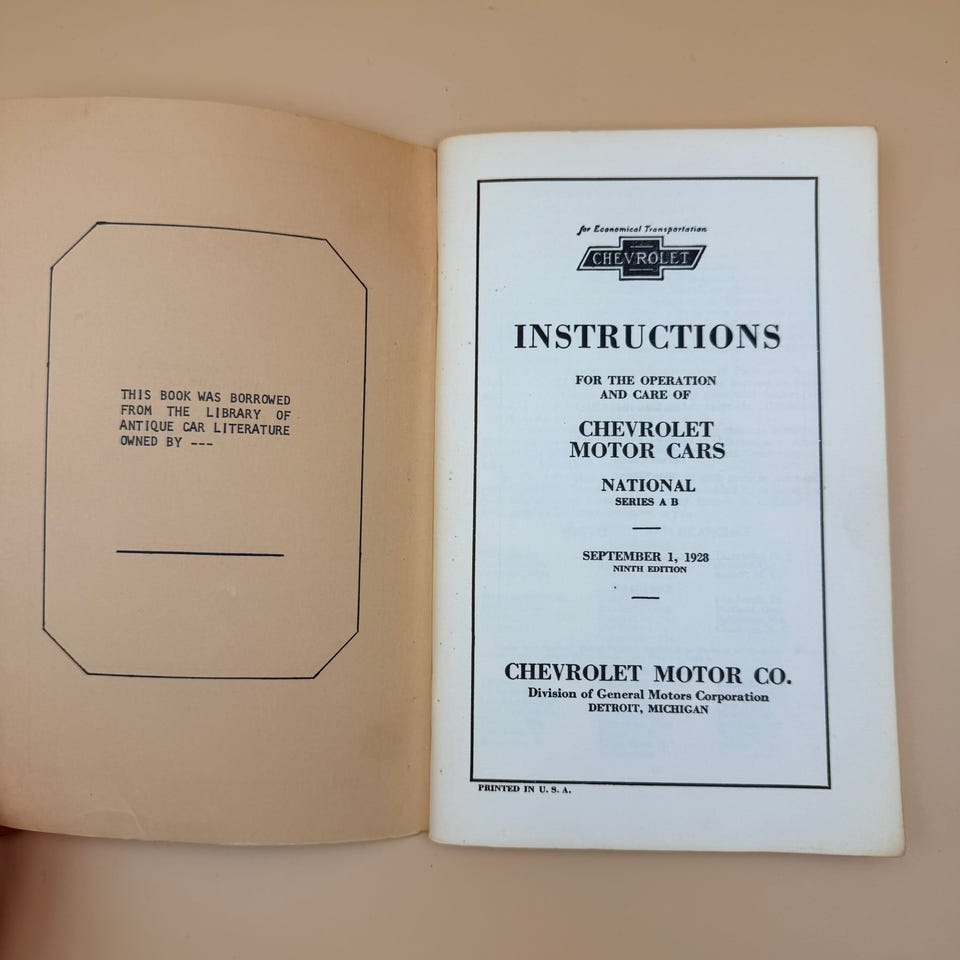 THIS BOOK WAS BORROWED
FROM THE LIBRARY OF
ANTIQUE CAR LITERATURE
OWNED BY ---
for Economical Transportation
CHEVROLET
INSTRUCTIONS
FOR THE OPERATION
AND CARE OF
CHEVROLET
MOTOR CARS
NATIONAL
SERIES A B
SEPTEMBER 1, 1928
NINTH EDITION
CHEVROLET MOTOR CO.
Division of General Motors Corporation
DETROIT, MICHIGAN
PRINTED IN U. S. A.